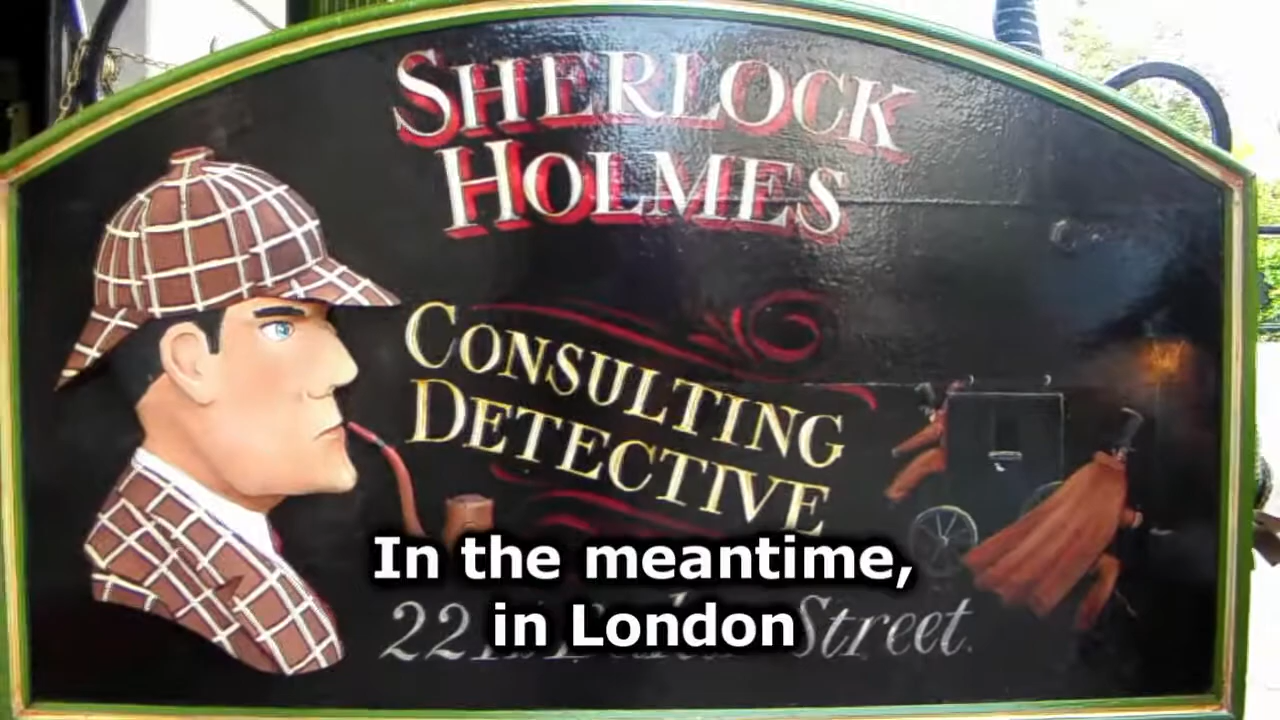 SHERLOCK
HOLMES
CONSULTING
DETECTIVE
In the meantime,
in London
Street